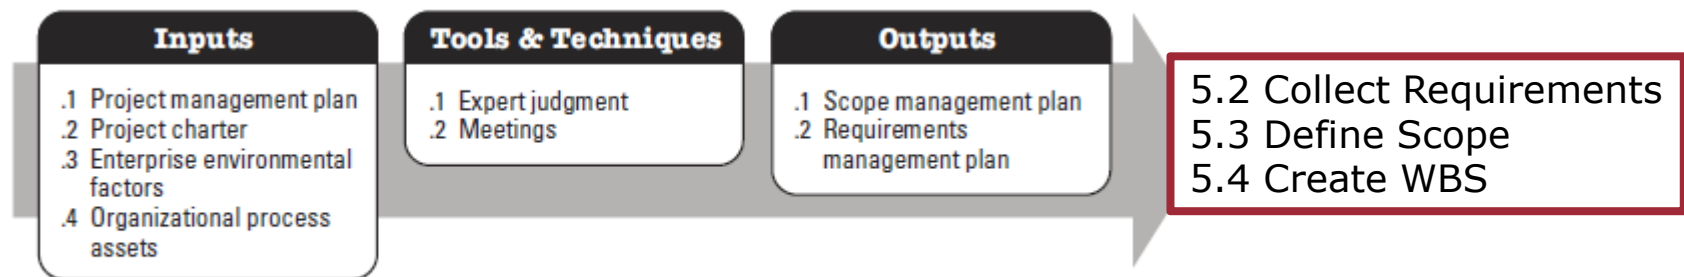 Inputs
.1 Project management plan
.2 Project charter
.3 Enterprise environmental
factors
.4 Organizational process
assets
Tools & Techniques
.1 Expert judgment
.2 Meetings
Outputs
.1 Scope management plan
.2 Requirements
management plan
5.2 Collect Requirements
5.3 Define Scope
5.4 Create WBS